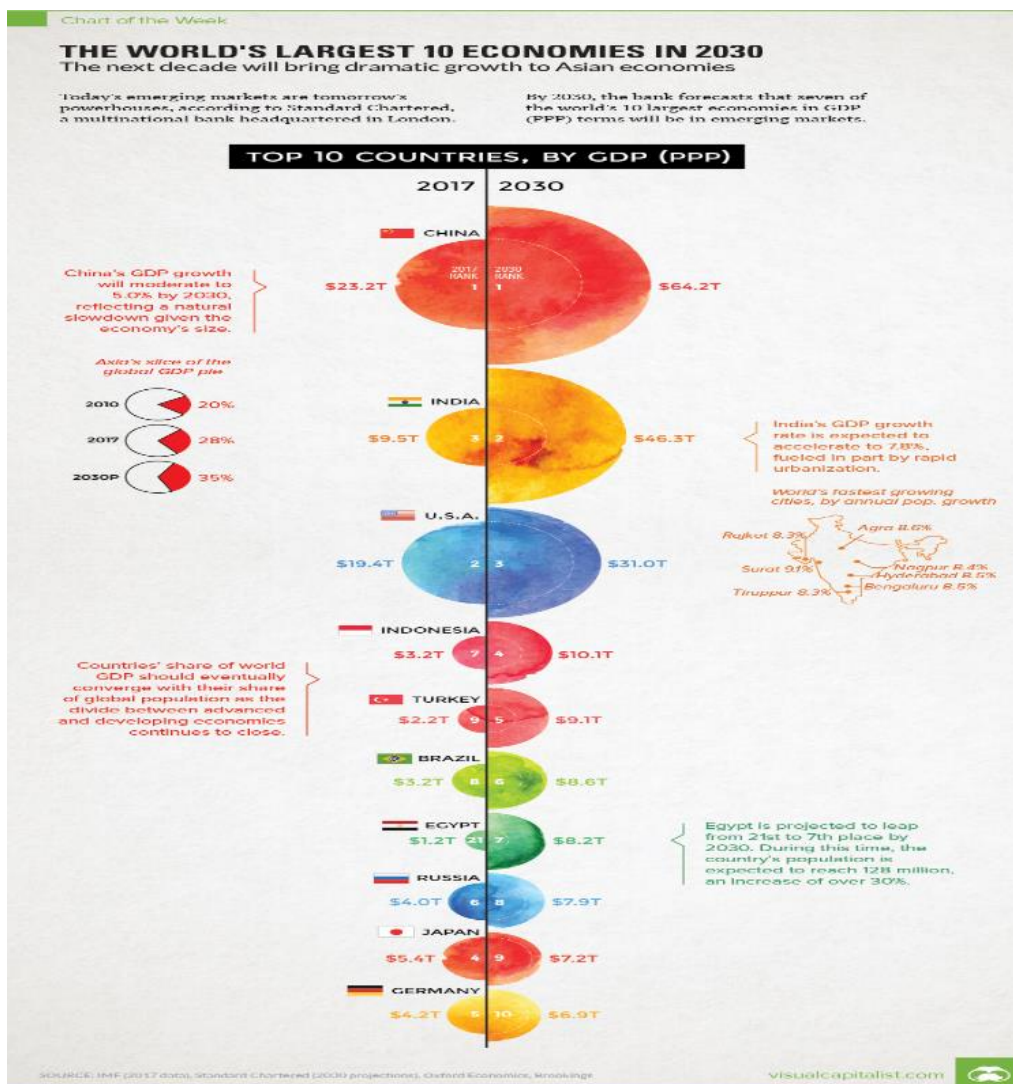 Chart of the Week
THE WORLD'S LARGEST 10 ECONOMIES IN 2030
The next decade will bring dramatic growth to Asian economies
Today's emerging markets are tomorrow's
powerhouses, according to Standard Chartered,
a multinational bank headquartered in London.
By 2030, the bank forecasts that seven of
the world's 10 largest economies in GDP
(PPP) terms will be in emerging markets.
TOP 10 COUNTRIES, BY GDP (PPP)
2017 2030
CHINA
2017 RANK 1
2030 RANK 1
$23.2T
$64.2T
China's GDP growth
will moderate to
5.0% by 2030,
reflecting a natural
slowdown given the
economy's size.
Asia's slice of the
global GDP pie
2010 20%
2017 28%
2030P 35%
INDIA
$9.5T 3 2 $46.3T
India's GDP growth
rate is expected to
accelerate to 7.8%,
fueled in part by rapid
urbanization.
World's fastest growing
cities, by annual pop. growth
Agra 8.6%
Rajkot 8.3%
Surat 9.1%
Nagpur 8.4%
Hyderabad 8.5%
Bengaluru 8.5%
Tiruppur 8.3%
U.S.A.
$19.4T 2 3 $31.0T
INDONESIA
$3.2T 7 4 $10.1T
Countries' share of world
GDP should eventually
converge with their share
of global population as the
divide between advanced
and developing economies
continues to close.
TURKEY
$2.2T 9 5 $9.1T
BRAZIL
$3.2T 8 6 $8.6T
EGYPT
$1.2T 21 7 $8.2T
Egypt is projected to leap
from 21st to 7th place by
2030. During this time, the
country's population is
expected to reach 128 million,
an increase of over 30%.
RUSSIA
$4.0T 6 8 $7.9T
JAPAN
$5.4T 4 9 $7.2T
GERMANY
$4.2T 5 10 $6.9T
SOURCE: IMF (2017 data), Standard Chartered (2030 projections), Oxford Economics, Brookings
visualcapitalist.com